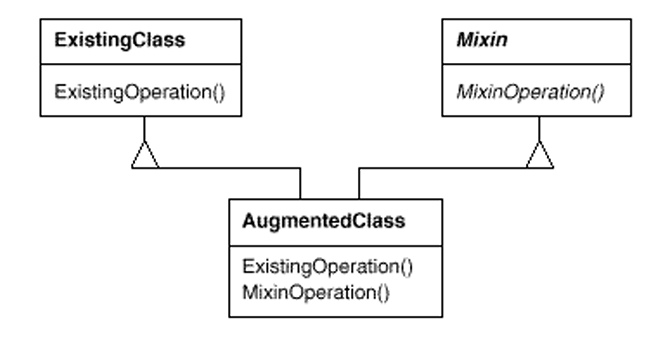 ExistingClass
ExistingOperation()
Mixin
MixinOperation()
AugmentedClass
ExistingOperation()
MixinOperation()